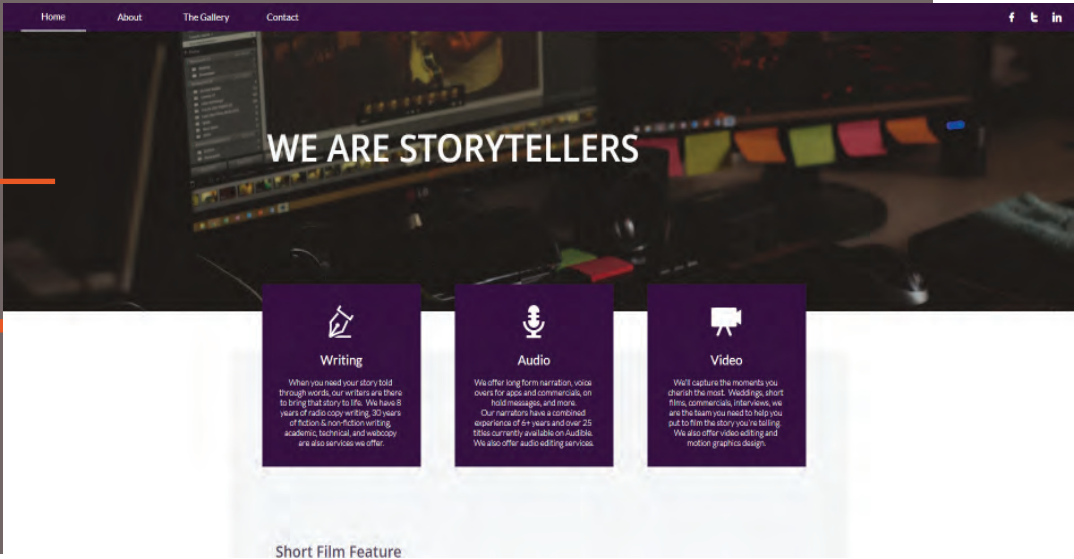 Home About The Gallery Contact
WE ARE STORYTELLERS
Writing
When you need your story told
through words, our writers are there
to bring that story to life. We have 8
years of radio copy writing, 30 years
of fiction & non-fiction writing,
academic, technical, and webcopy
are also services we offer.
Audio
We offer long form narration, voice
overs for apps and commercials, on
hold messages, and more.
Our narrators have a combined
experience of 6+ years and over 25
titles currently available on Audible.
We also offer audio editing services.
Video
We'll capture the moments you
cherish the most. Weddings, short
films, commercials, interviews, we
are the team you need to help you
put to film the story you're telling.
We also offer video editing and
motion graphics design.
Short Film Feature